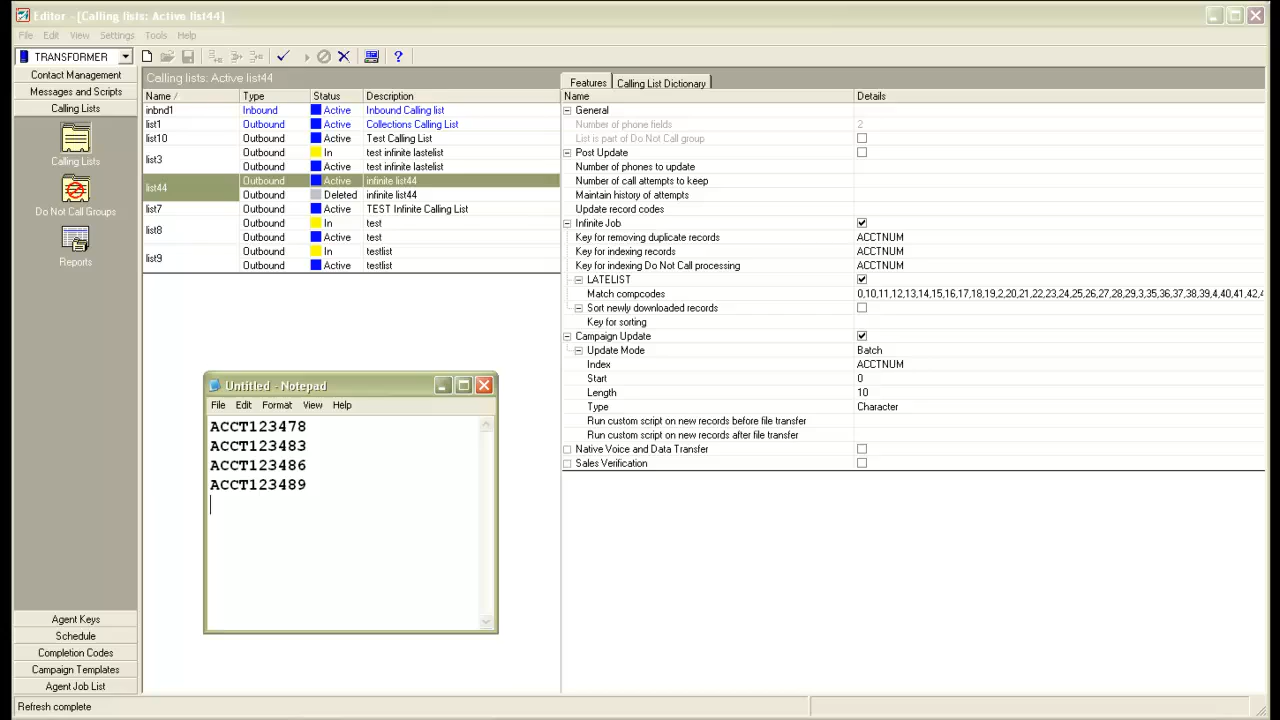 Editor - [Calling lists: Active list44]
File Edit View Settings Tools Help
TRANSFORMER
Contact Management
Messages and Scripts
Calling Lists
Calling Lists
Do Not Call Groups
Reports
Agent Keys
Schedule
Completion Codes
Campaign Templates
Agent Job List
Calling lists: Active list44
Name / Type Status Description
inbnd1 Inbound Active Inbound Calling list
list1 Outbound Active Collections Calling List
list10 Outbound Active Test Calling List
list3 Outbound In test infinite lastelist
Outbound Active test infinite lastelist
list44 Outbound Active infinite list44
Outbound Deleted infinite list44
list7 Outbound Active TEST Infinite Calling List
list8 Outbound In test
Outbound Active test
list9 Outbound In testlist
Outbound Active testlist
Features Calling List Dictionary
Name Details
General
Number of phone fields 2
List is part of Do Not Call group
Post Update
Number of phones to update
Number of call attempts to keep
Maintain history of attempts
Update record codes
Infinite Job
Key for removing duplicate records ACCTNUM
Key for indexing records ACCTNUM
Key for indexing Do Not Call processing ACCTNUM
LATELIST
Match compcodes 0,10,11,12,13,14,15,16,17,18,19,2,20,21,22,23,24,25,26,27,28,29,3,35,36,37,38,39,4,40,41,42,
Sort newly downloaded records
Key for sorting
Campaign Update
Update Mode Batch
Index ACCTNUM
Start 0
Length 10
Type Character
Run custom script on new records before file transfer
Run custom script on new records after file transfer
Native Voice and Data Transfer
Sales Verification
Untitled - Notepad
File Edit Format View Help
ACCT123478
ACCT123483
ACCT123486
ACCT123489
Refresh complete